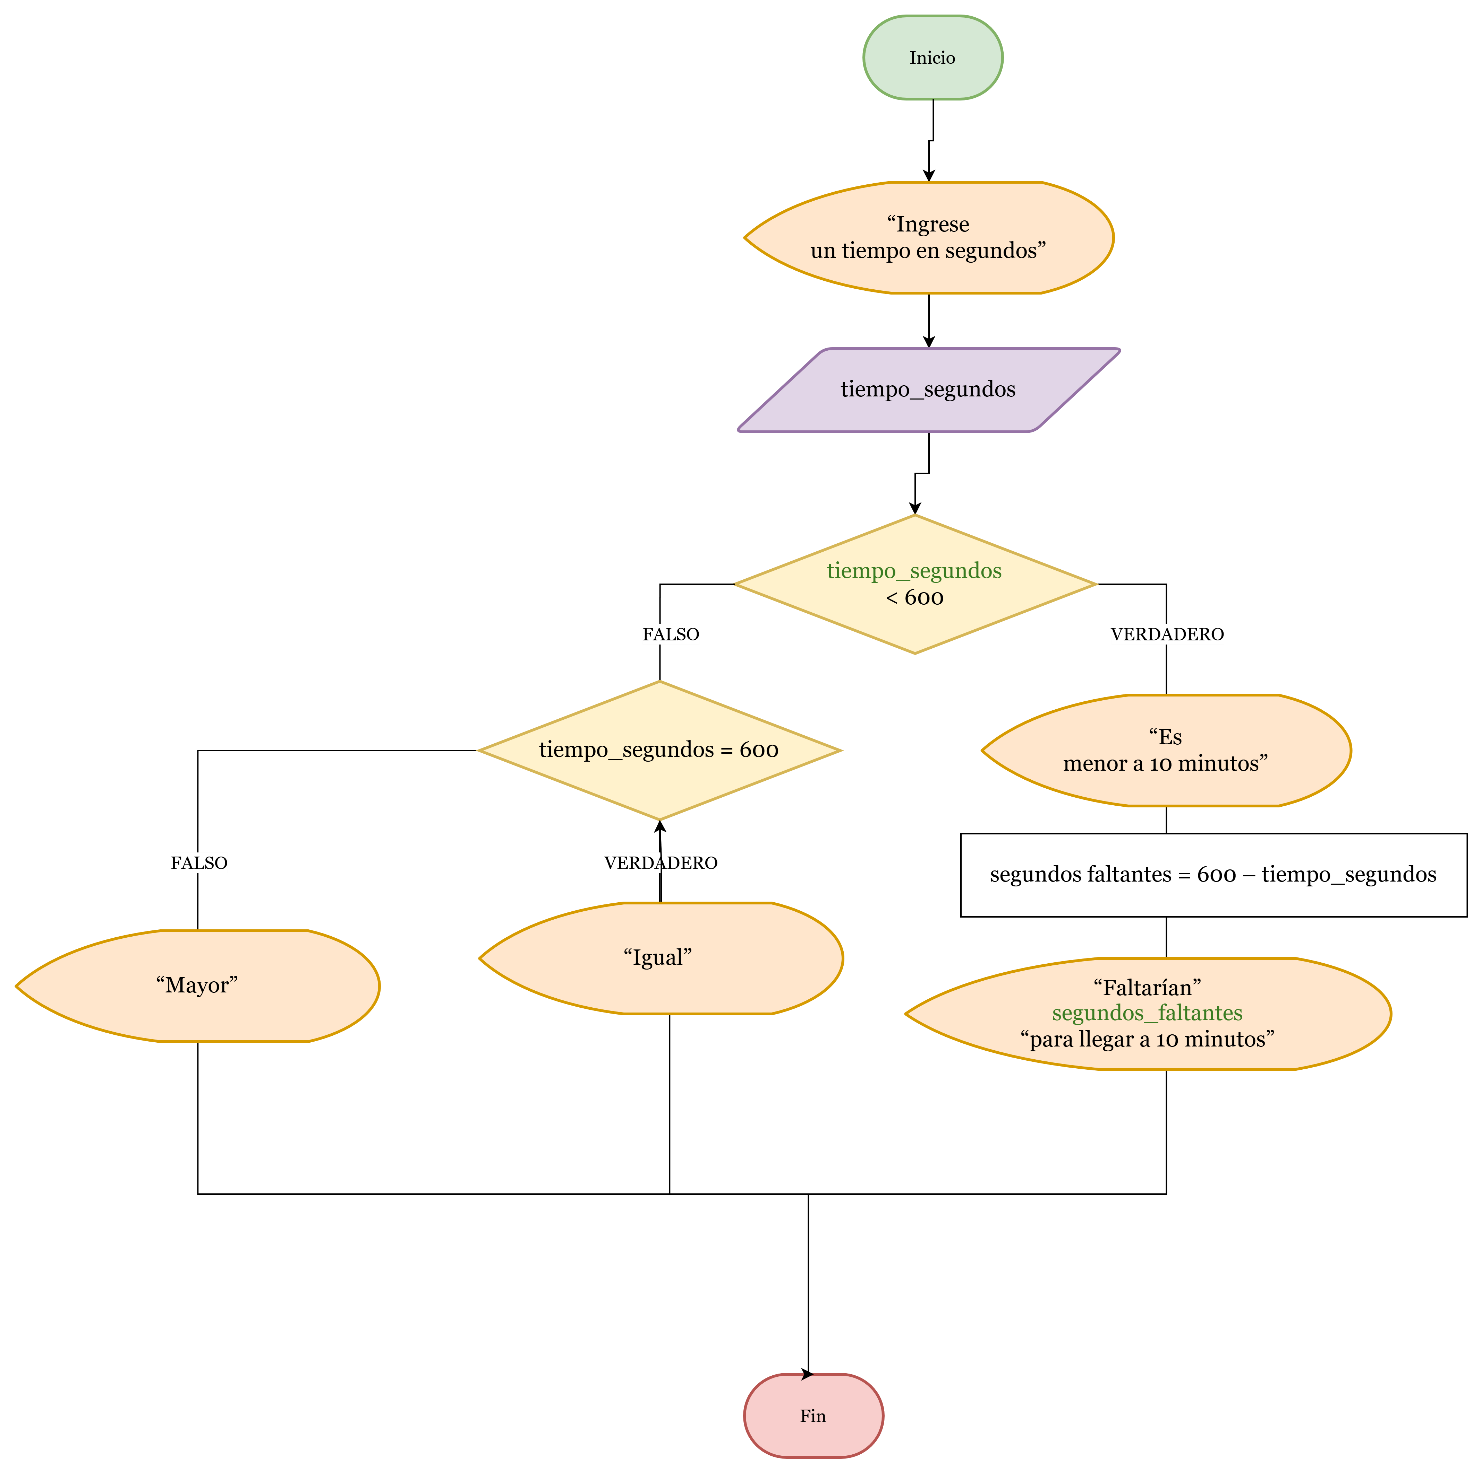 Inicio
“Ingrese
un tiempo en segundos”
tiempo_segundos
tiempo_segundos
< 600
FALSO
VERDADERO
tiempo_segundos = 600
“Es
menor a 10 minutos”
FALSO
VERDADERO
segundos faltantes = 600 – tiempo_segundos
“Mayor”
“Igual”
“Faltarían”
segundos_faltantes
“para llegar a 10 minutos”
Fin